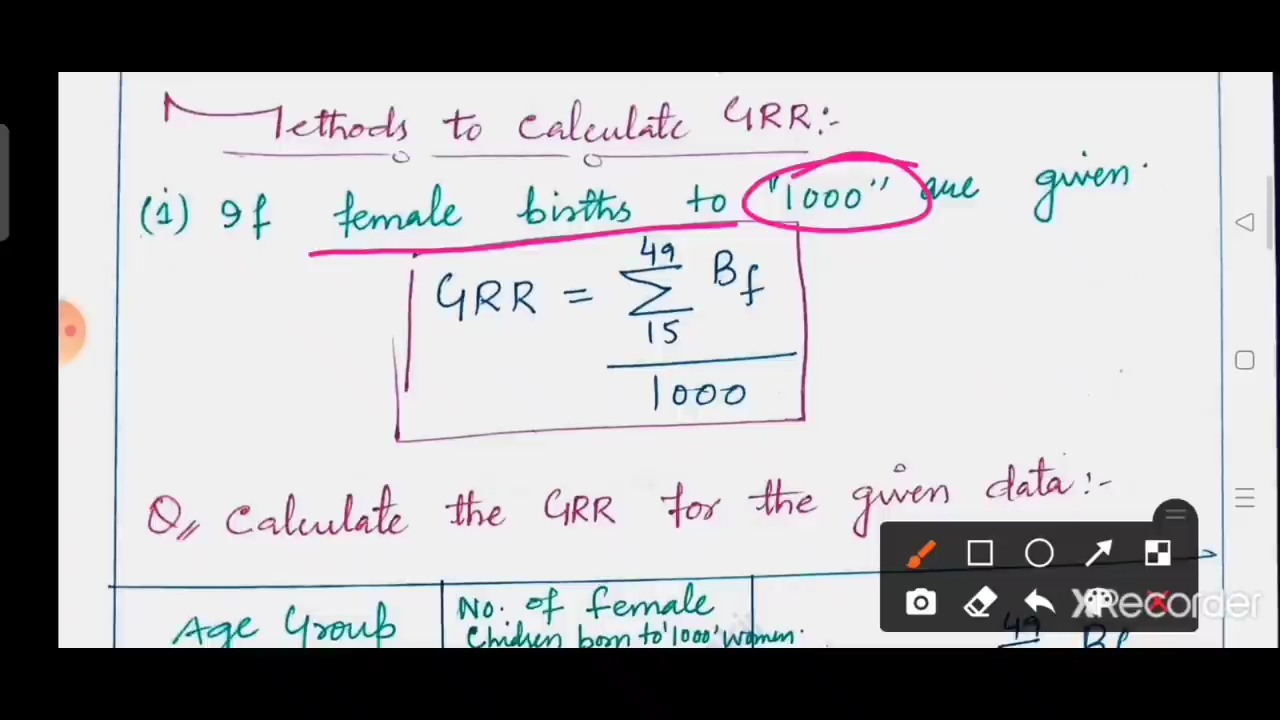 Methods to calculate GRR:-
(i) If female births to "1000" are given.
GRR = 49 Σ 15 Bf
1000
Q// Calculate the GRR for the given data:-
Age Group
No. of female
Children born to '1000' women.
49 Bf
XRecorder